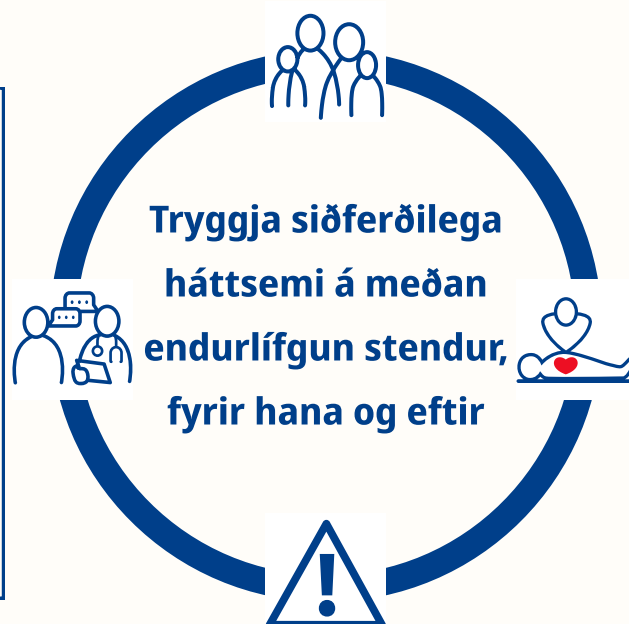 Tryggja siðferðilega
háttsemi á meðan
endurlífgun stendur,
fyrir hana og eftir